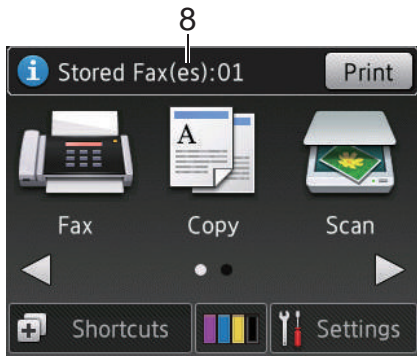 8
Stored Fax(es):01 Print
A
Fax Copy Scan
Shortcuts Settings